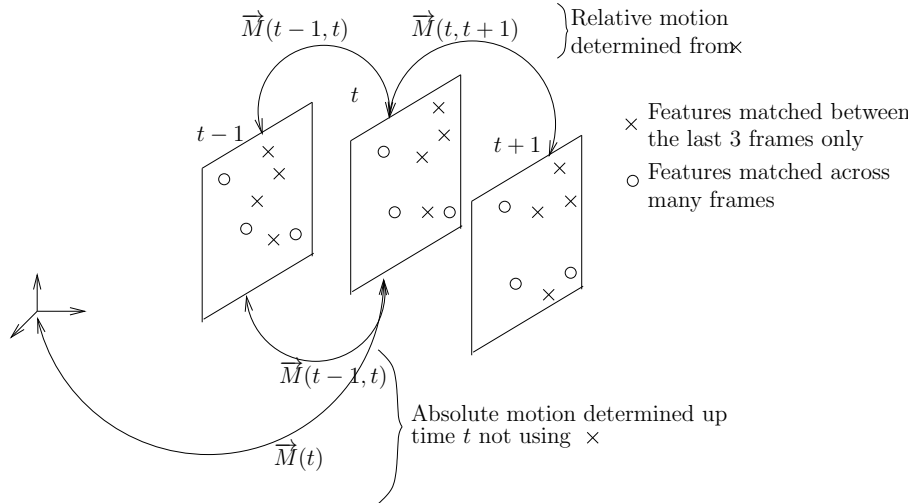 M⃗(t−1, t)
M⃗(t, t+1)
Relative motion
determined from ×
t
t − 1
t + 1
× Features matched between
the last 3 frames only
○ Features matched across
many frames
M⃗(t−1, t)
Absolute motion determined up
time t not using ×
M⃗(t)